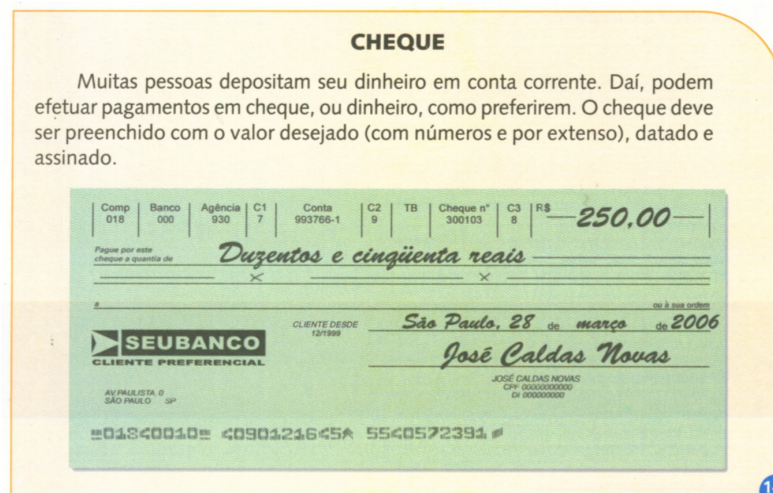 CHEQUE
Muitas pessoas depositam seu dinheiro em conta corrente. Daí, podem
efetuar pagamentos em cheque, ou dinheiro, como preferirem. O cheque deve
ser preenchido com o valor desejado (com números e por extenso), datado e
assinado.
Comp Banco Agência C1 Conta C2 TB Cheque nº C3 R$ 250,00
018 000 930 7 993766-1 9 300103 8
Pague por este
cheque a quantia de Duzentos e cinqüenta reais
a ou à sua ordem
CLIENTE DESDE São Paulo, 28 de março de 2006
12/1999
SEUBANCO
CLIENTE PREFERENCIAL
José Caldas Novas
JOSÉ CALDAS NOVAS
CPF 00000000000
DI 000000000
AV.PAULISTA, 0
SÃO PAULO SP